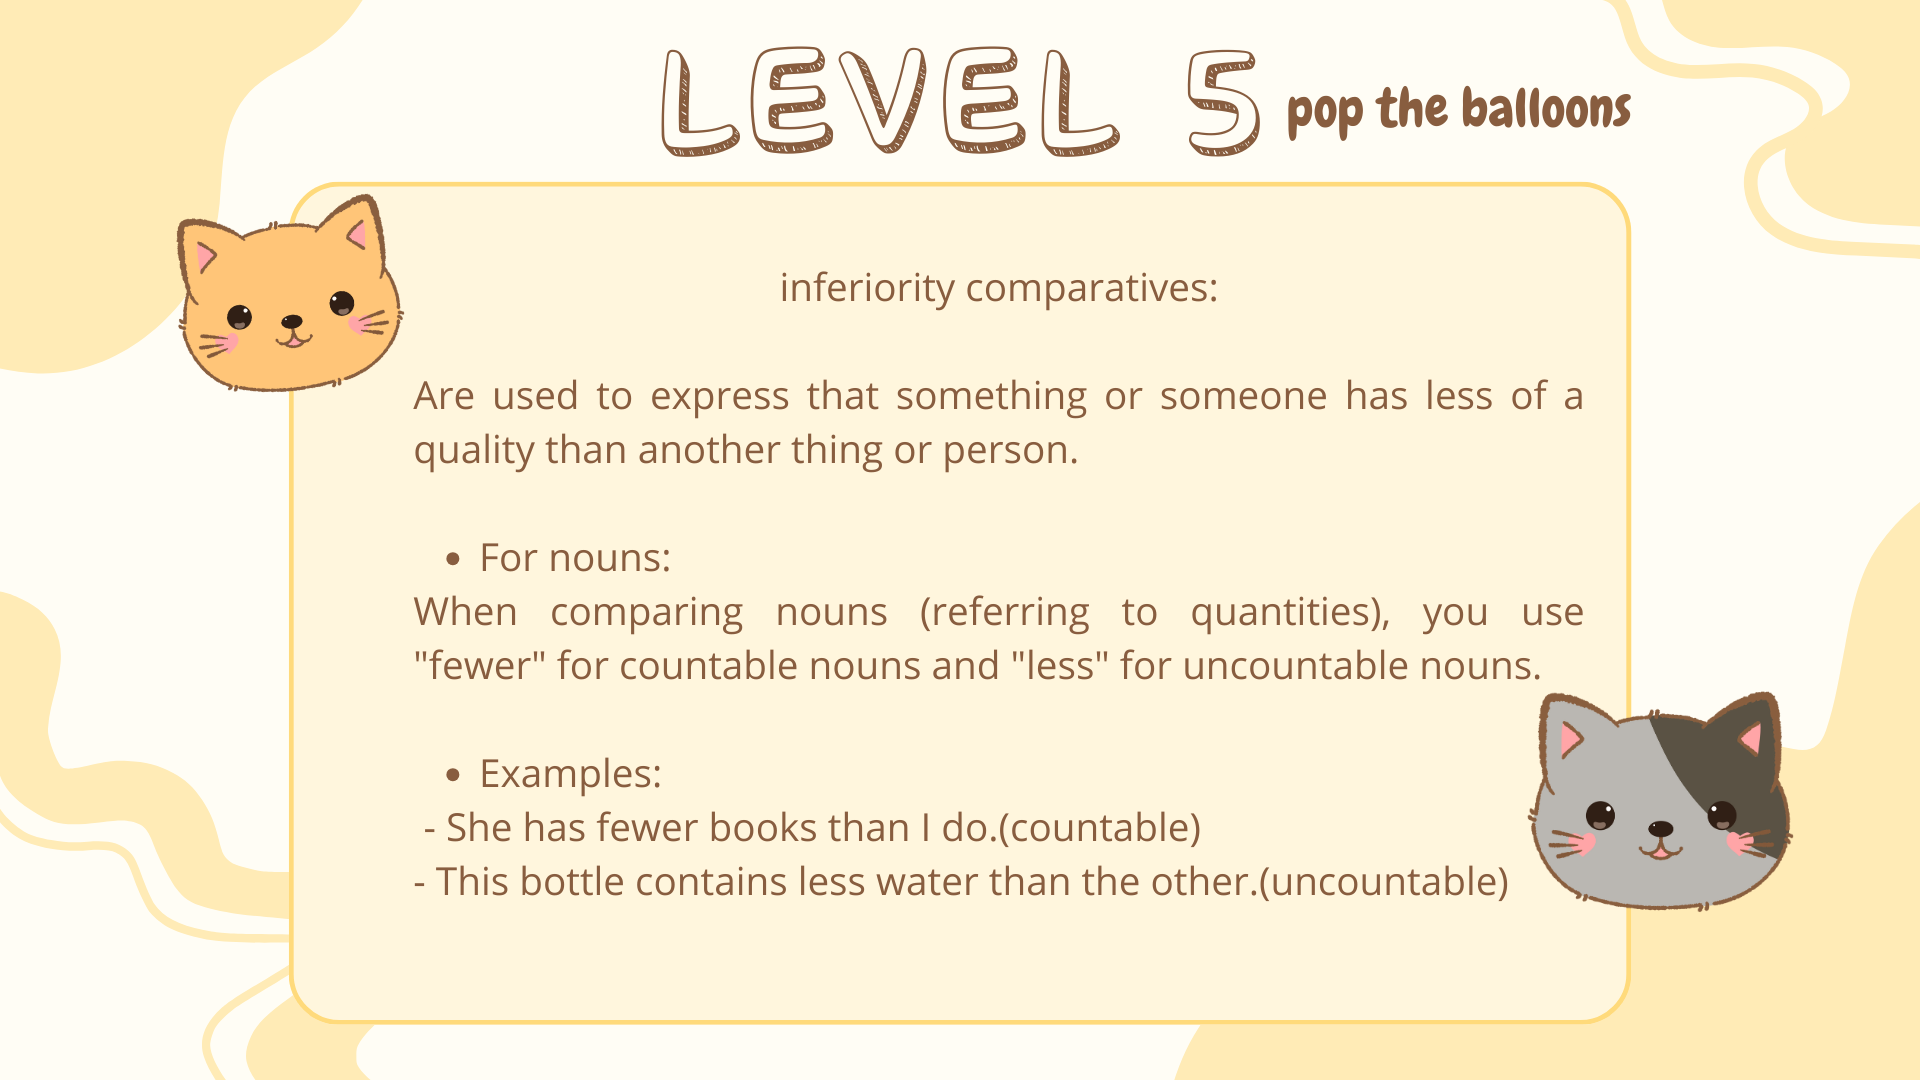 LEVEL 5 pop the balloons
inferiority comparatives:
Are used to express that something or someone has less of a
quality than another thing or person.
• For nouns:
When comparing nouns (referring to quantities), you use
"fewer" for countable nouns and "less" for uncountable nouns.
• Examples:
- She has fewer books than I do.(countable)
- This bottle contains less water than the other.(uncountable)